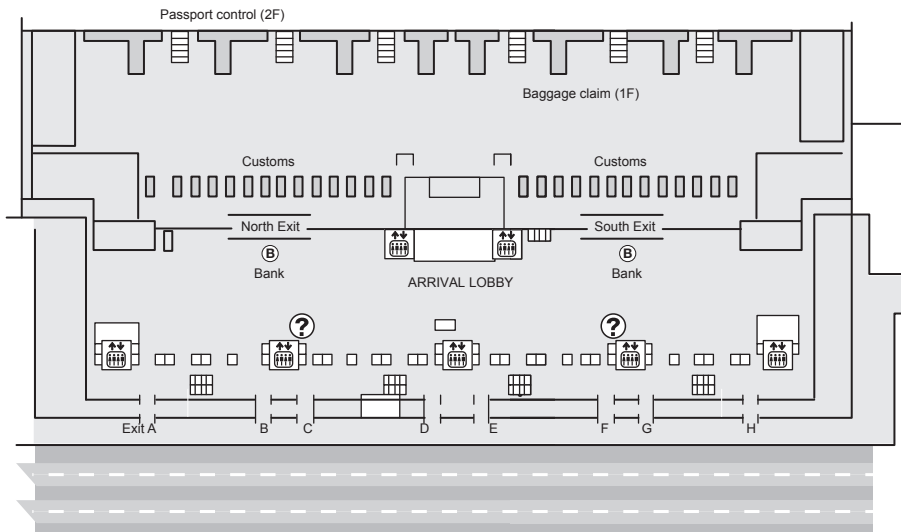 Passport control (2F)
Baggage claim (1F)
Customs
Customs
North Exit
South Exit
B
B
Bank
Bank
ARRIVAL LOBBY
?
?
Exit A
B
C
D
E
F
G
H